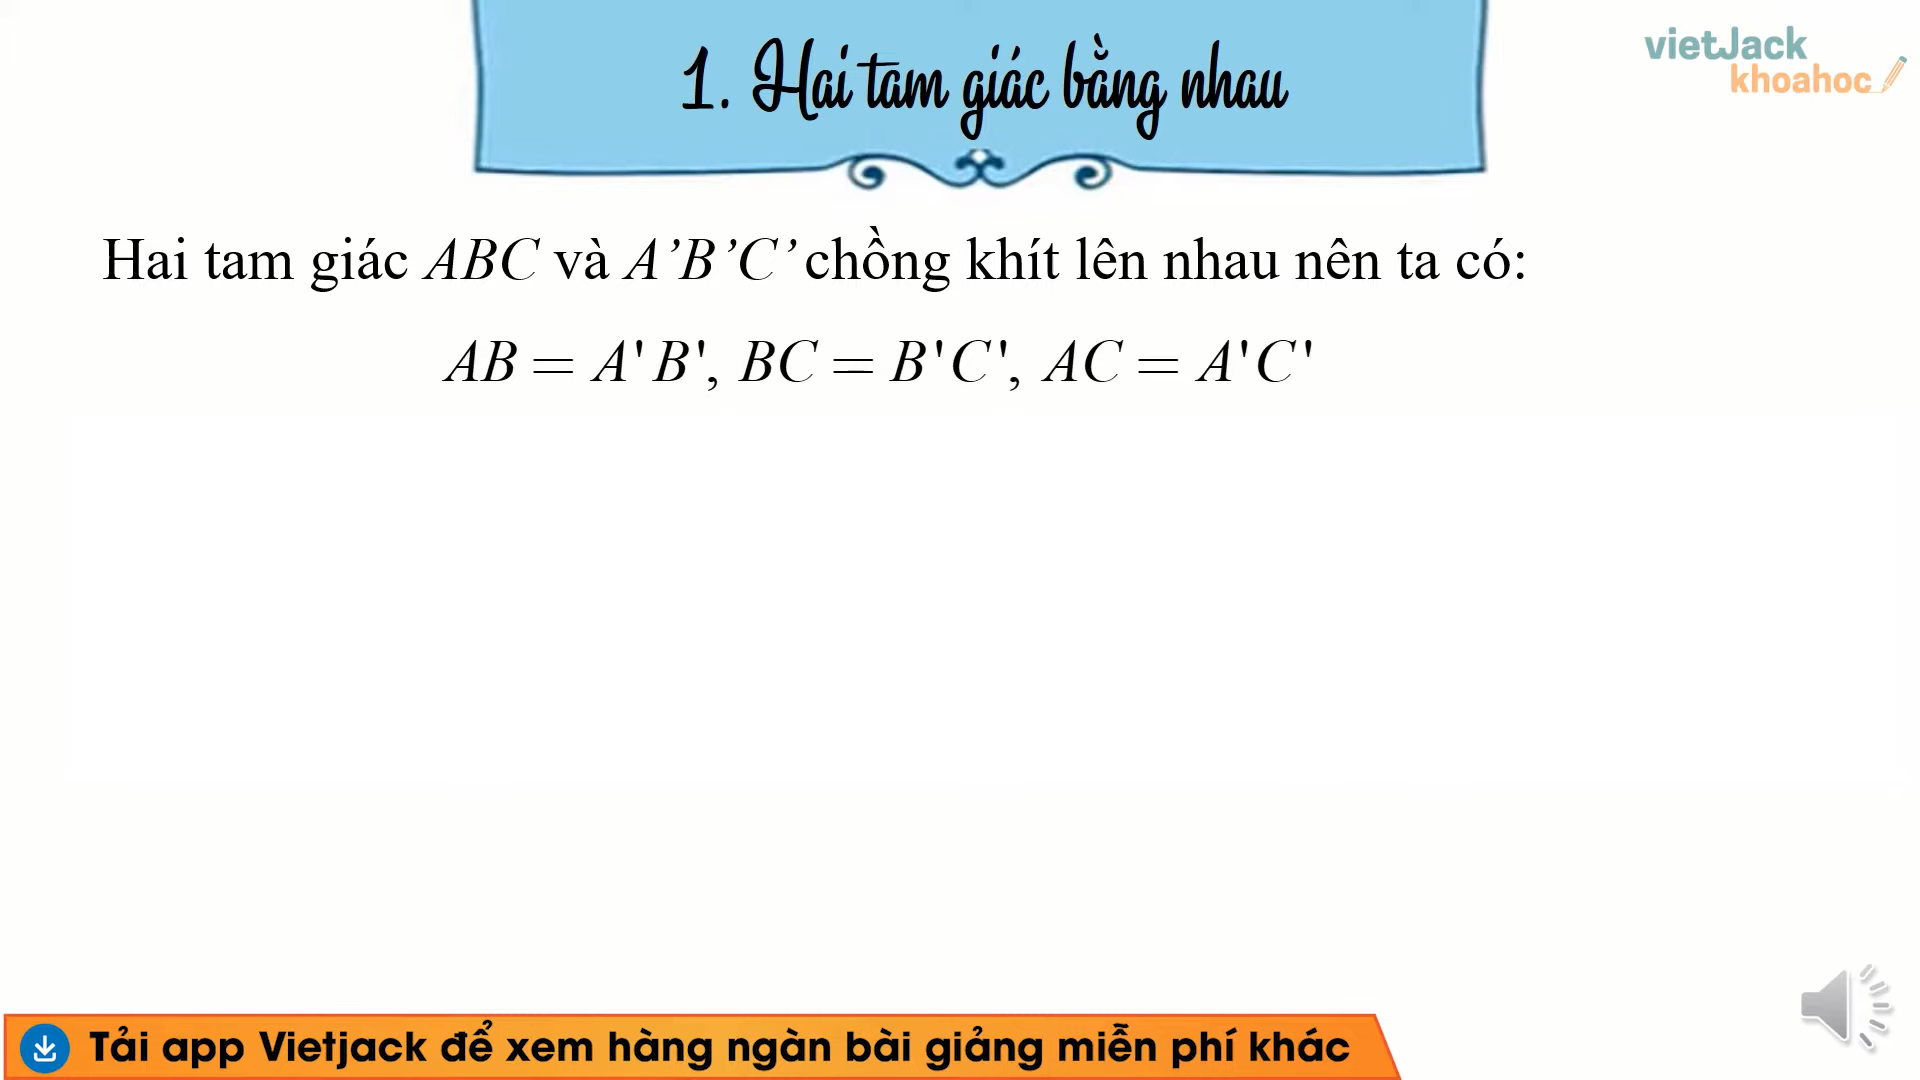 1. Hai tam giác bằng nhau
vietJack
khoahoc
Hai tam giác ABC và A’B’C’ chồng khít lên nhau nên ta có:
AB = A'B', BC = B'C', AC = A'C'
Tải app Vietjack để xem hàng ngàn bài giảng miễn phí khác